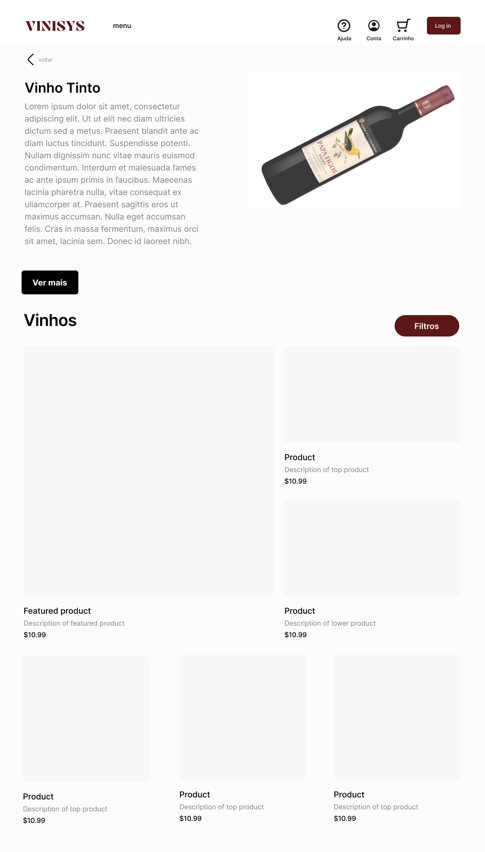 VINISYS
menu
Ajuda
Conta
Carrinho
Log in
voltar
Vinho Tinto
Lorem ipsum dolor sit amet, consectetur
adipiscing elit. Ut ut elit nec diam ultricies
dictum sed a metus. Praesent blandit ante ac
diam luctus tincidunt. Suspendisse potenti.
Nullam dignissim nunc vitae mauris euismod
condimentum. Interdum et malesuada fames
ac ante ipsum primis in faucibus. Maecenas
lacinia pharetra nulla, vitae consequat ex
ullamcorper at. Praesent sagittis eros ut
maximus accumsan. Nulla eget accumsan
felis. Cras in massa fermentum, maximus orci
sit amet, lacinia sem. Donec id laoreet nibh.
PAPA FIGOS
Ver mais
Vinhos
Filtros
Product
Description of top product
$10.99
Featured product
Description of featured product
$10.99
Product
Description of lower product
$10.99
Product
Description of top product
$10.99
Product
Description of top product
$10.99
Product
Description of top product
$10.99